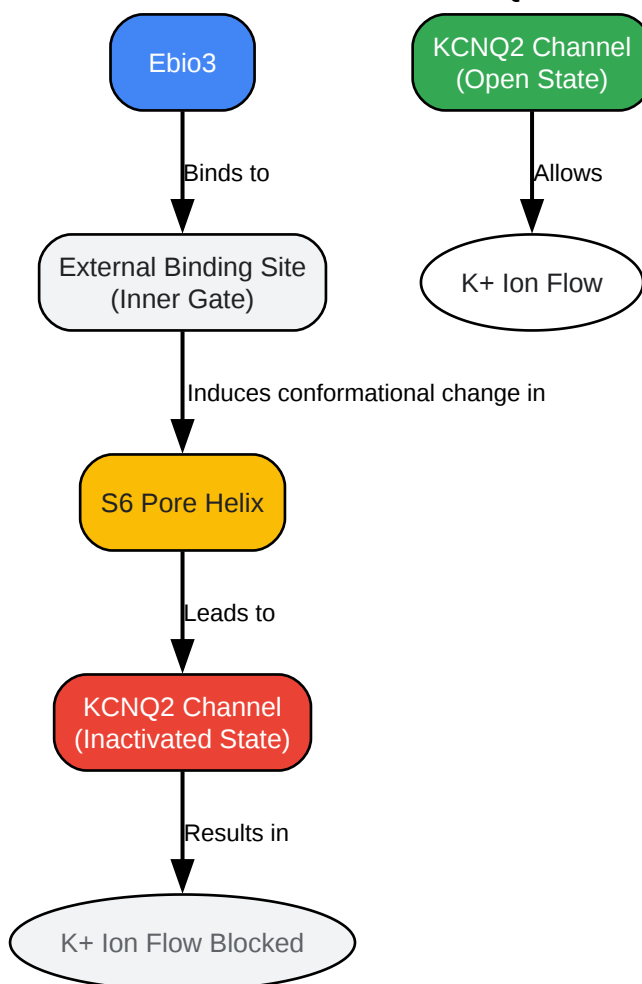 Ebio3
KCNQ2 Channel
(Open State)
Binds to
Allows
External Binding Site
(Inner Gate)
K+ Ion Flow
Induces conformational change in
S6 Pore Helix
Leads to
KCNQ2 Channel
(Inactivated State)
Results in
K+ Ion Flow Blocked